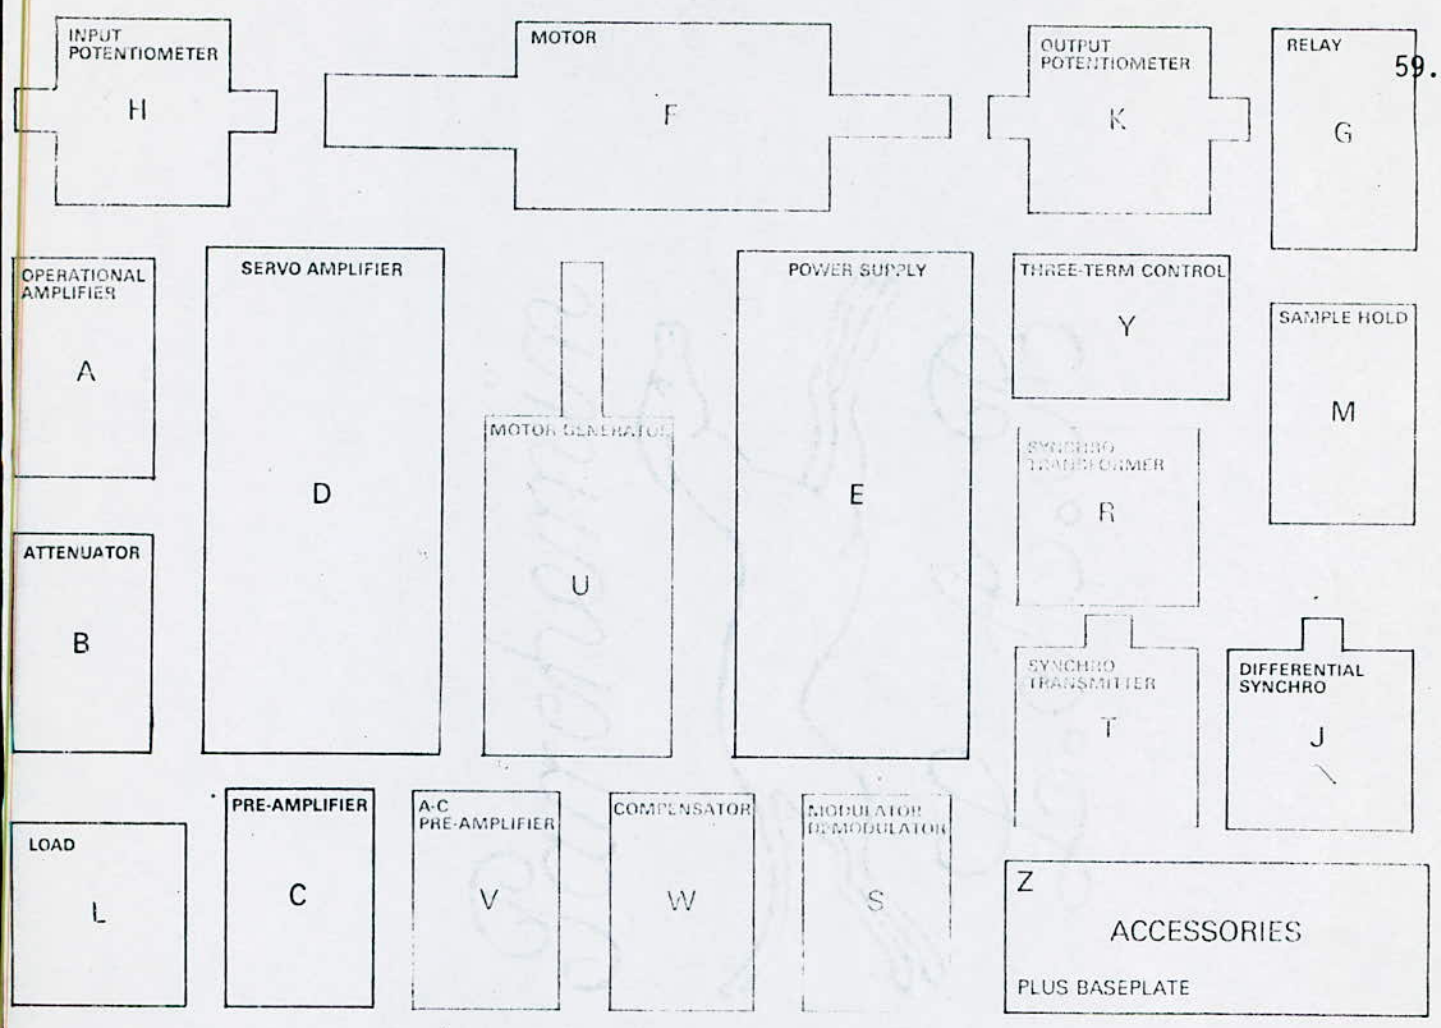 INPUT
POTENTIOMETER
H
MOTOR
F
OUTPUT
POTENTIOMETER
K
RELAY
G
59.
OPERATIONAL
AMPLIFIER
A
SERVO AMPLIFIER
D
MOTOR GENERATOR
U
POWER SUPPLY
E
THREE-TERM CONTROL
Y
SAMPLE HOLD
M
SYNCHRO
TRANSFORMER
R
ATTENUATOR
B
SYNCHRO
TRANSMITTER
T
DIFFERENTIAL
SYNCHRO
J
LOAD
L
PRE-AMPLIFIER
C
A-C
PRE-AMPLIFIER
V
COMPENSATOR
W
MODULATOR
DEMODULATOR
S
Z
ACCESSORIES
PLUS BASEPLATE